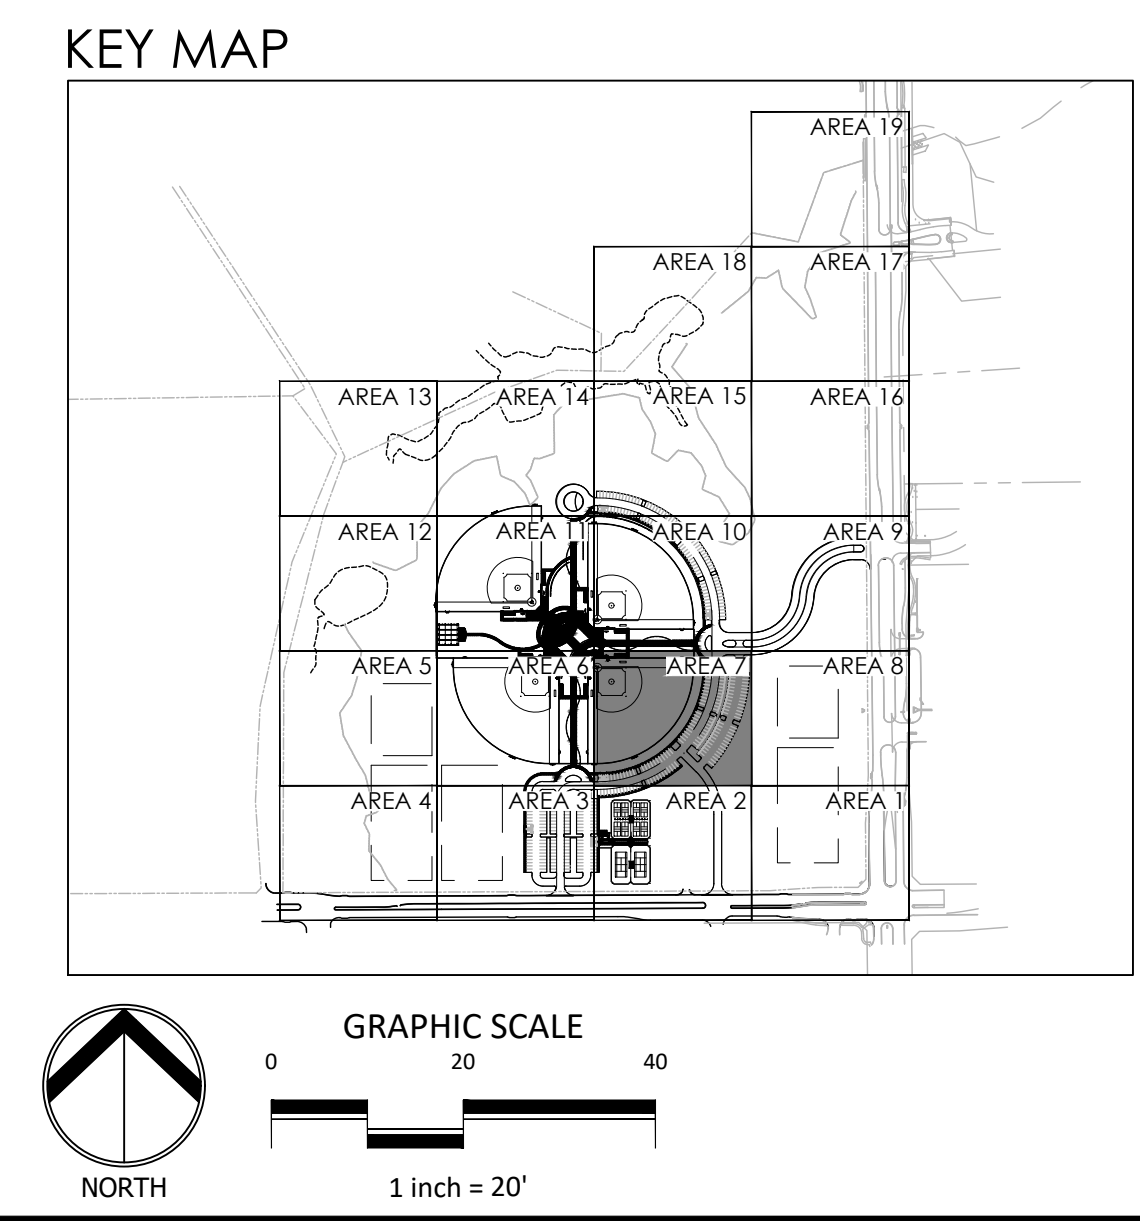 KEY MAP
AREA 19
AREA 18 AREA 17
AREA 13 AREA 14 AREA 15 AREA 16
AREA 12 AREA 11 AREA 10 AREA 9
AREA 5 AREA 6 AREA 7 AREA 8
AREA 4 AREA 3 AREA 2 AREA 1
GRAPHIC SCALE
0 20 40
NORTH
1 inch = 20'